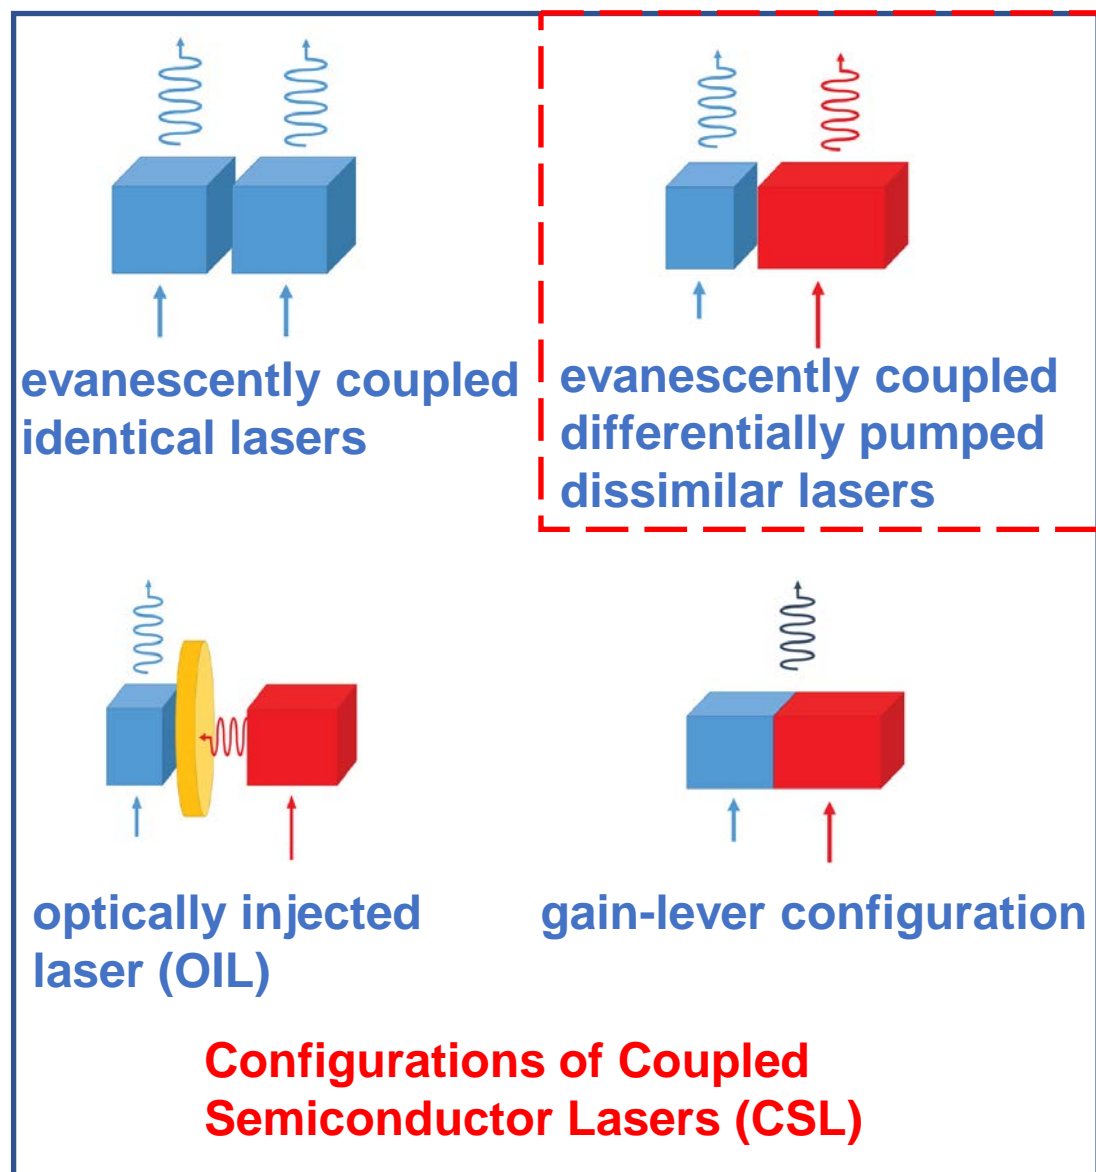 evanescently coupled
identical lasers
evanescently coupled
differentially pumped
dissimilar lasers
optically injected
laser (OIL)
gain-lever configuration
Configurations of Coupled
Semiconductor Lasers (CSL)